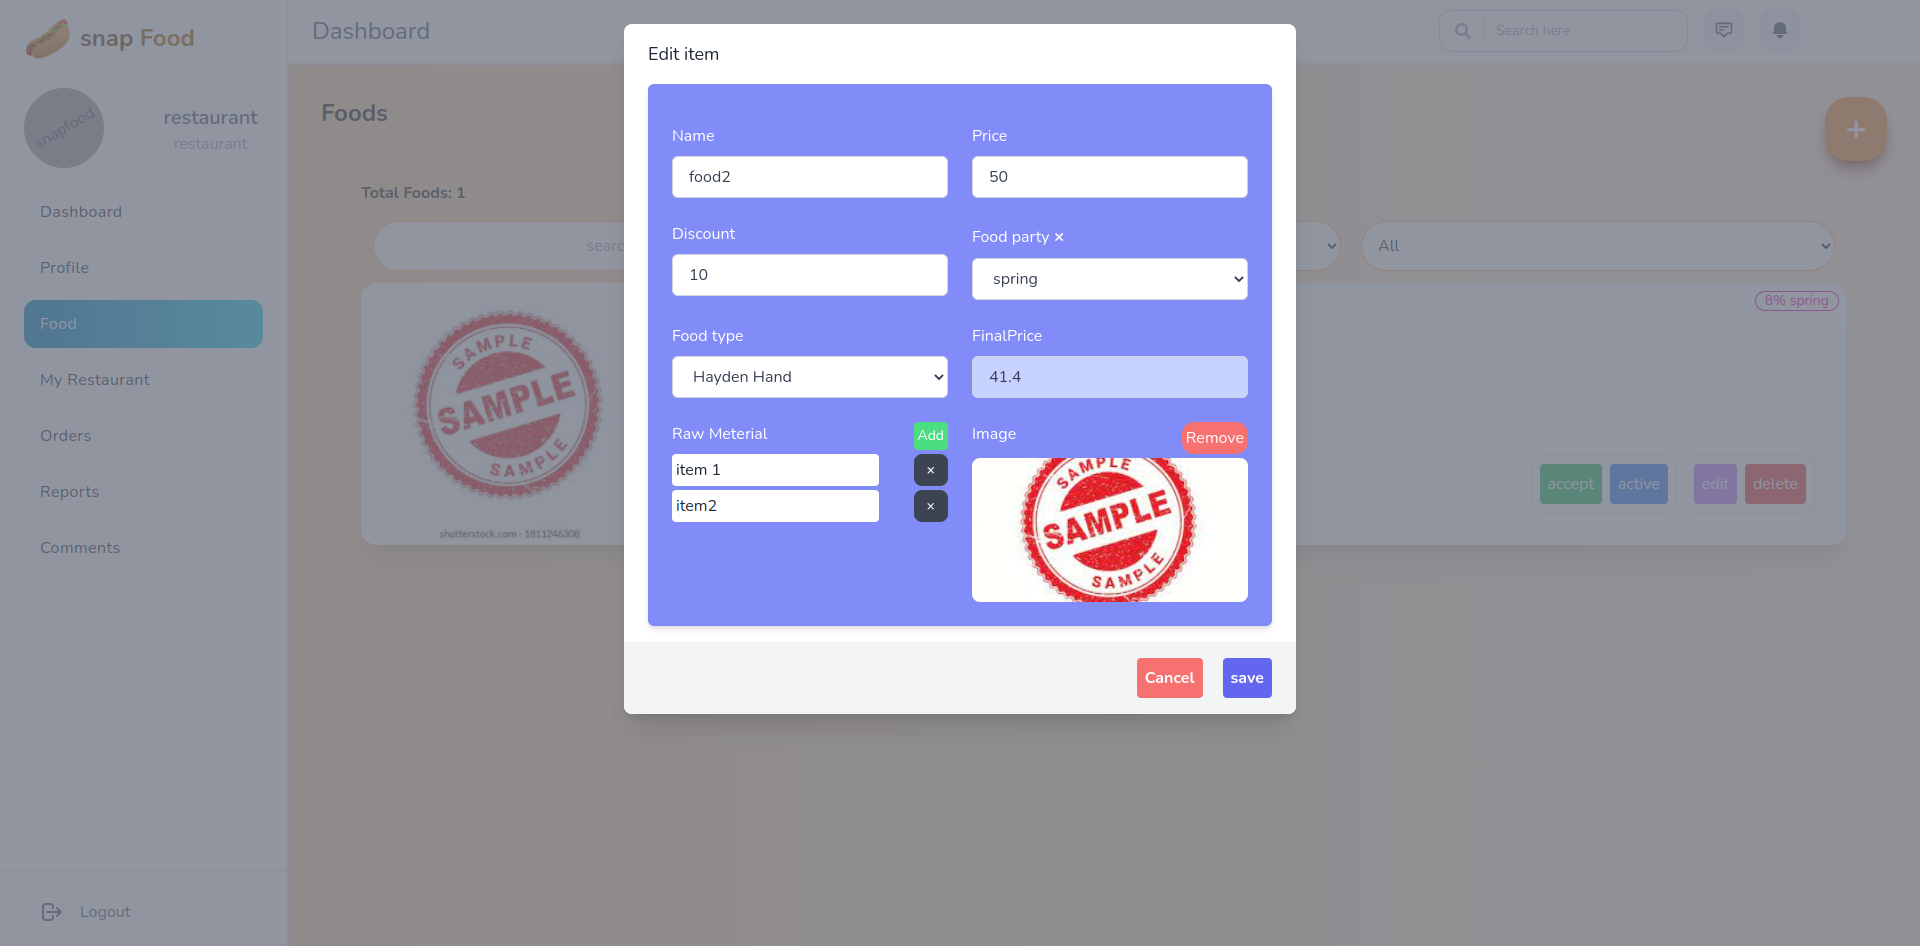 snap Food
snapfood
restaurant
restaurant
Dashboard
Profile
Food
My Restaurant
Orders
Reports
Comments
Logout
Dashboard
Search here
Foods
+
Total Foods: 1
All
SAMPLE
SAMPLE
SAMPLE
shutterstock.com · 1811246308
8% spring
accept
active
edit
delete
Edit item
Name
Price
food2
50
Discount
Food party ×
10
spring
Food type
FinalPrice
Hayden Hand
41.4
Raw Meterial
Add
Image
Remove
item 1
×
item2
×
SAMPLE
SAMPLE
SAMPLE
Cancel
save